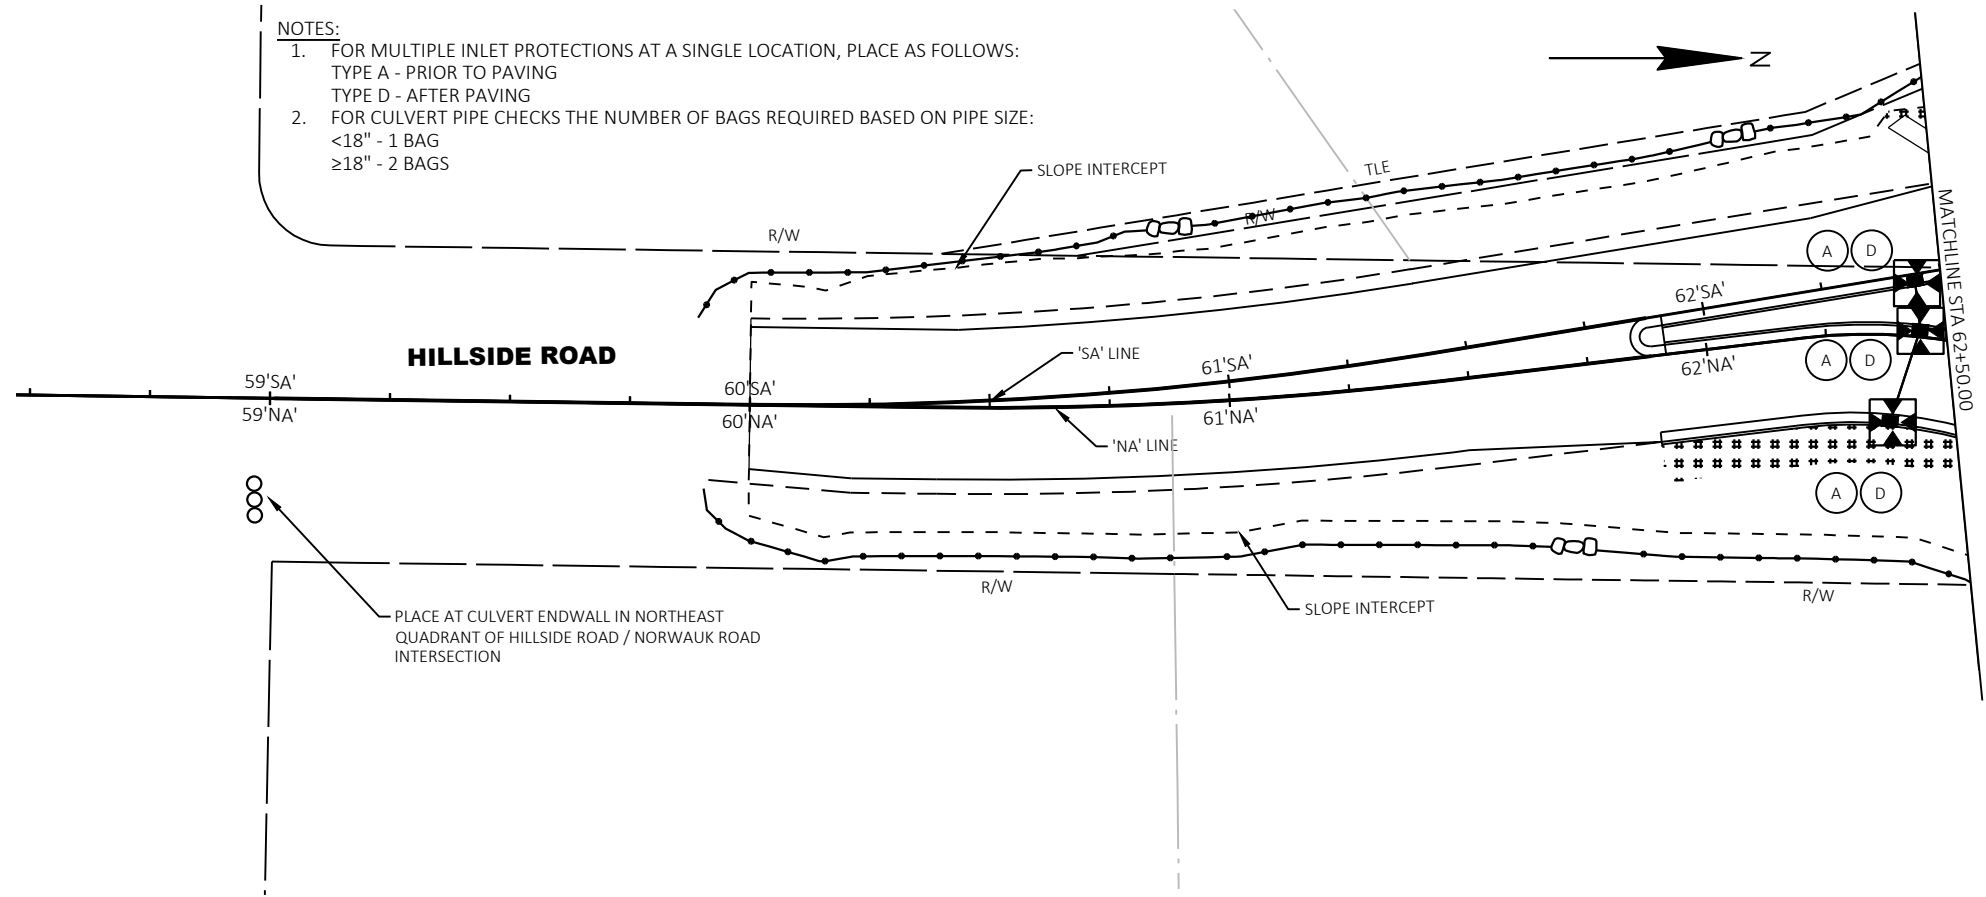 NOTES:
1. FOR MULTIPLE INLET PROTECTIONS AT A SINGLE LOCATION, PLACE AS FOLLOWS:
TYPE A - PRIOR TO PAVING
TYPE D - AFTER PAVING
2. FOR CULVERT PIPE CHECKS THE NUMBER OF BAGS REQUIRED BASED ON PIPE SIZE:
<18" - 1 BAG
≥18" - 2 BAGS
N
SLOPE INTERCEPT
TLE
R/W
R/W
A D
62'SA'
HILLSIDE ROAD
'SA' LINE
61'SA'
62'NA'
A D
MATCHLINE STA 62+50.00
59'SA'
59'NA'
60'SA'
60'NA'
61'NA'
'NA' LINE
A D
R/W
R/W
SLOPE INTERCEPT
PLACE AT CULVERT ENDWALL IN NORTHEAST
QUADRANT OF HILLSIDE ROAD / NORWAUK ROAD
INTERSECTION